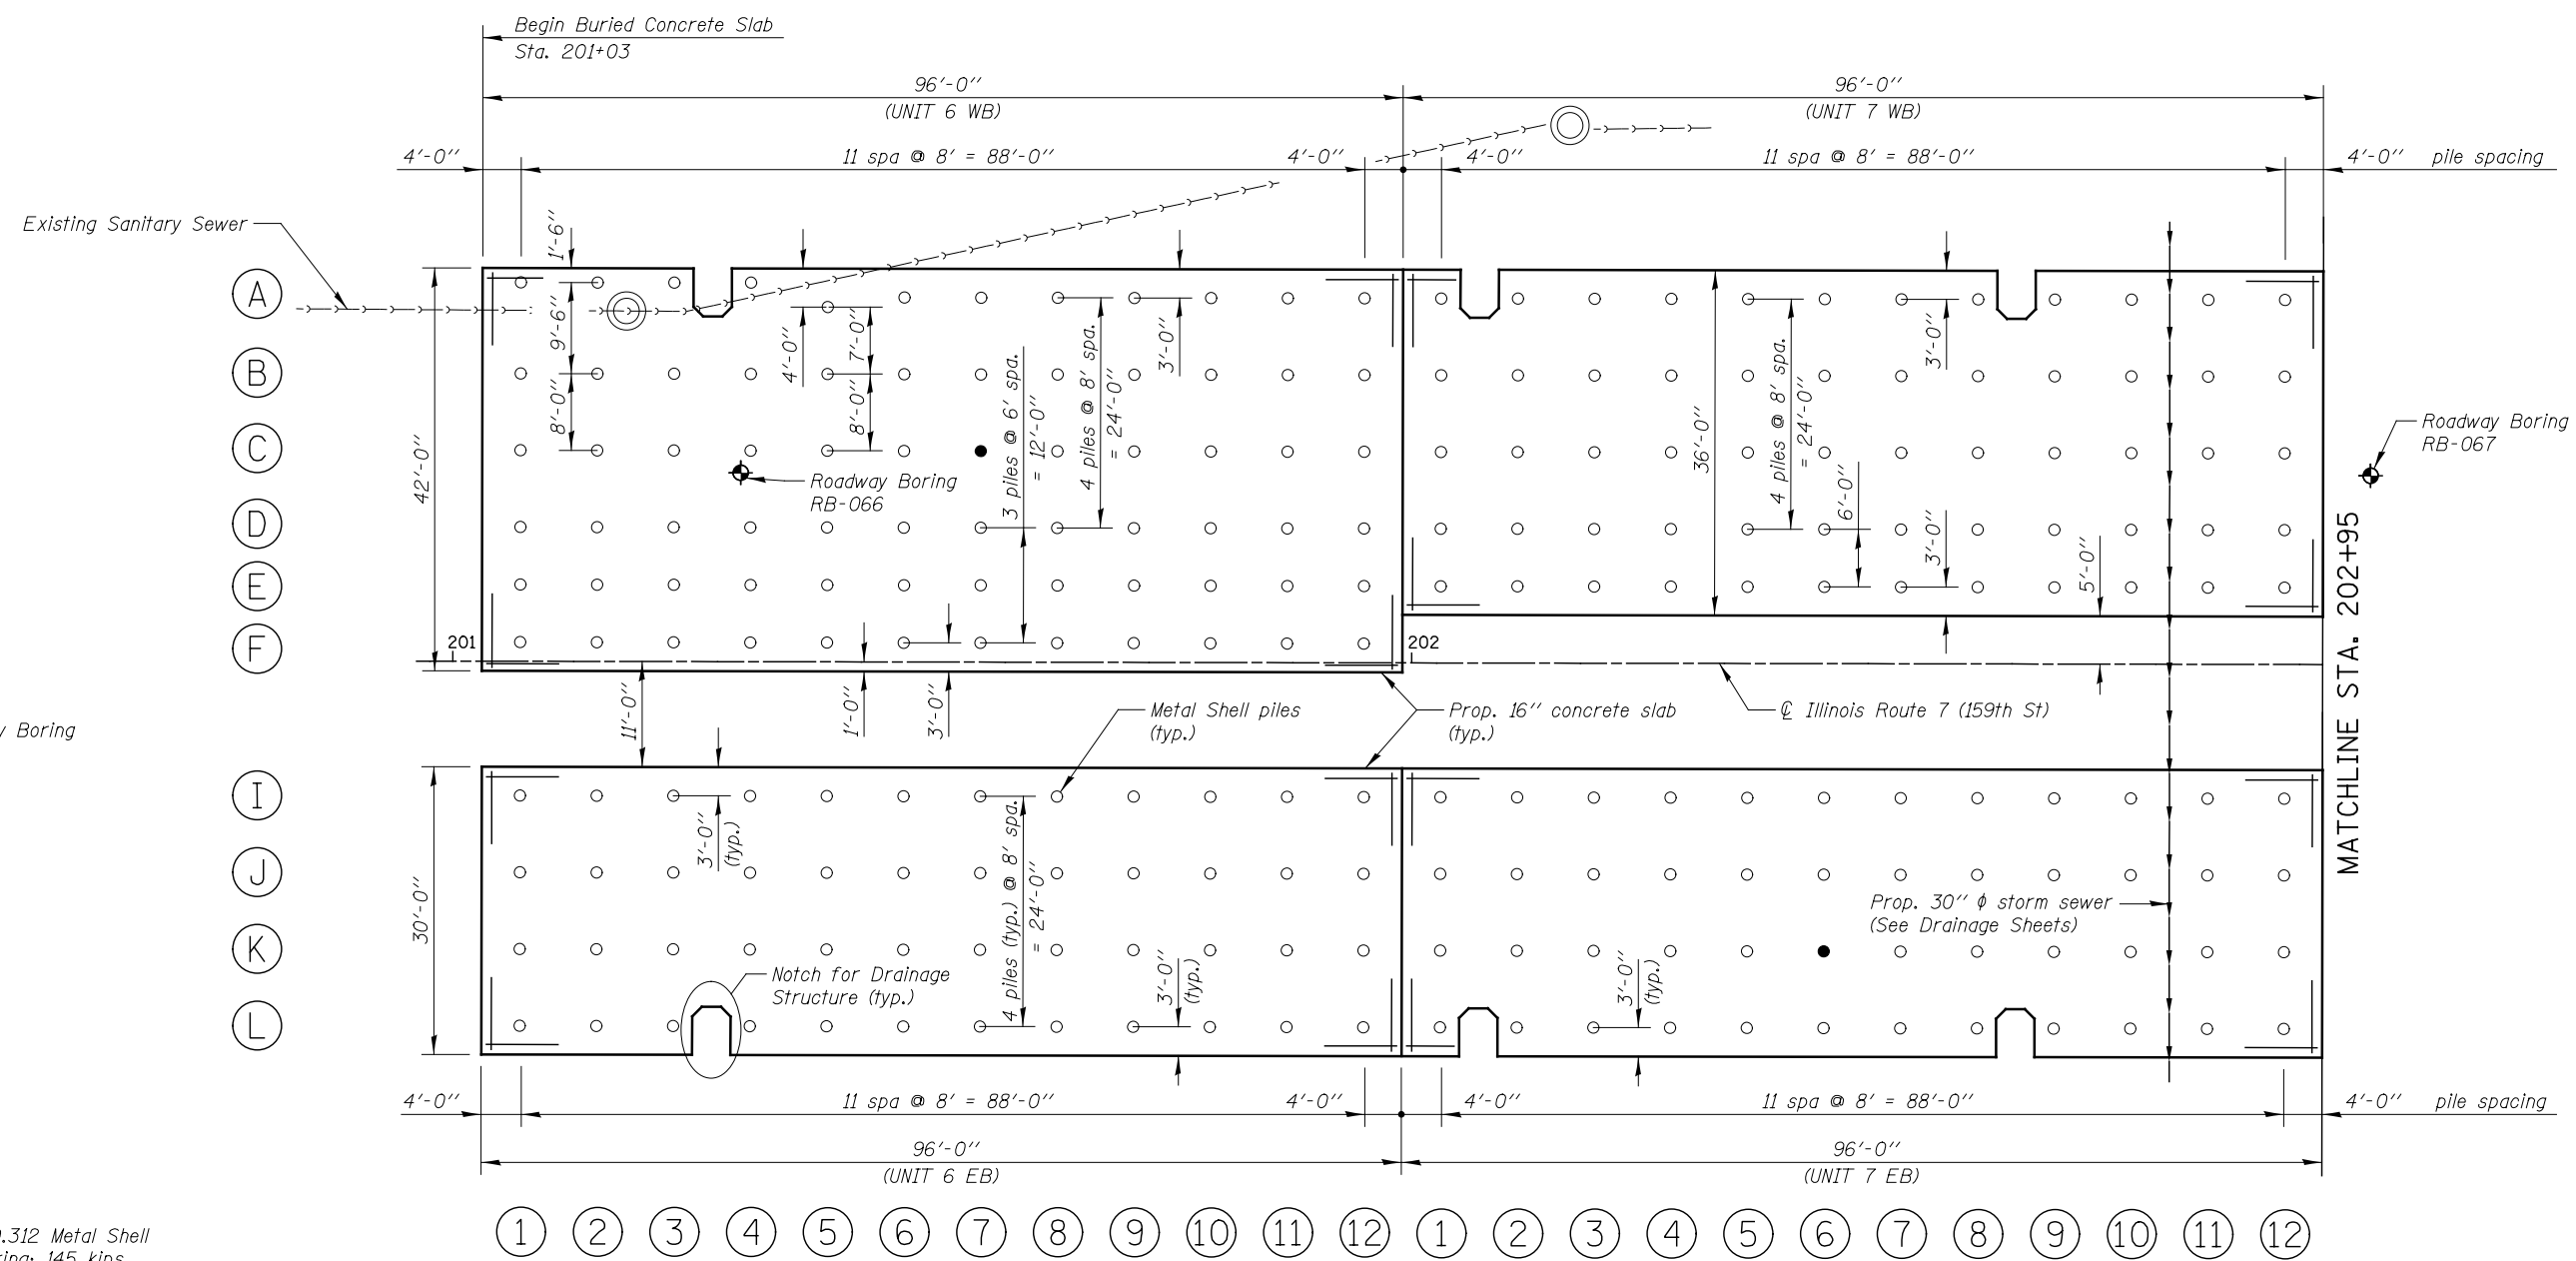 Begin Buried Concrete Slab
Sta. 201+03
96'-0"
(UNIT 6 WB)
96'-0"
(UNIT 7 WB)
4'-0"
11 spa @ 8' = 88'-0"
4'-0"
4'-0"
11 spa @ 8' = 88'-0"
4'-0" pile spacing
Existing Sanitary Sewer
1'-6"
9'-6"
8'-0"
4'-0"
7'-0"
8'-0"
3 piles @ 6' spa.
= 12'-0"
4 piles @ 8' spa.
= 24'-0"
3'-0"
36'-0"
4 piles @ 8' spa.
= 24'-0"
6'-0"
3'-0"
3'-0"
5'-0"
A
B
C
D
E
F
42'-0"
Roadway Boring
RB-066
Roadway Boring
RB-067
201
202
MATCHLINE STA. 202+95
11'-0"
1'-0"
3'-0"
Metal Shell piles
(typ.)
Prop. 16" concrete slab
(typ.)
℄ Illinois Route 7 (159th St)
y Boring
I
J
K
L
30'-0"
3'-0"
(typ.)
4 piles (typ.) @ 8' spa.
= 24'-0"
3'-0"
(typ.)
3'-0"
(typ.)
Notch for Drainage
Structure (typ.)
Prop. 30" ϕ storm sewer
(See Drainage Sheets)
4'-0"
11 spa @ 8' = 88'-0"
4'-0"
4'-0"
11 spa @ 8' = 88'-0"
4'-0" pile spacing
96'-0"
(UNIT 6 EB)
96'-0"
(UNIT 7 EB)
1 2 3 4 5 6 7 8 9 10 11 12 1 2 3 4 5 6 7 8 9 10 11 12
.312 Metal Shell
ring: 145 kips